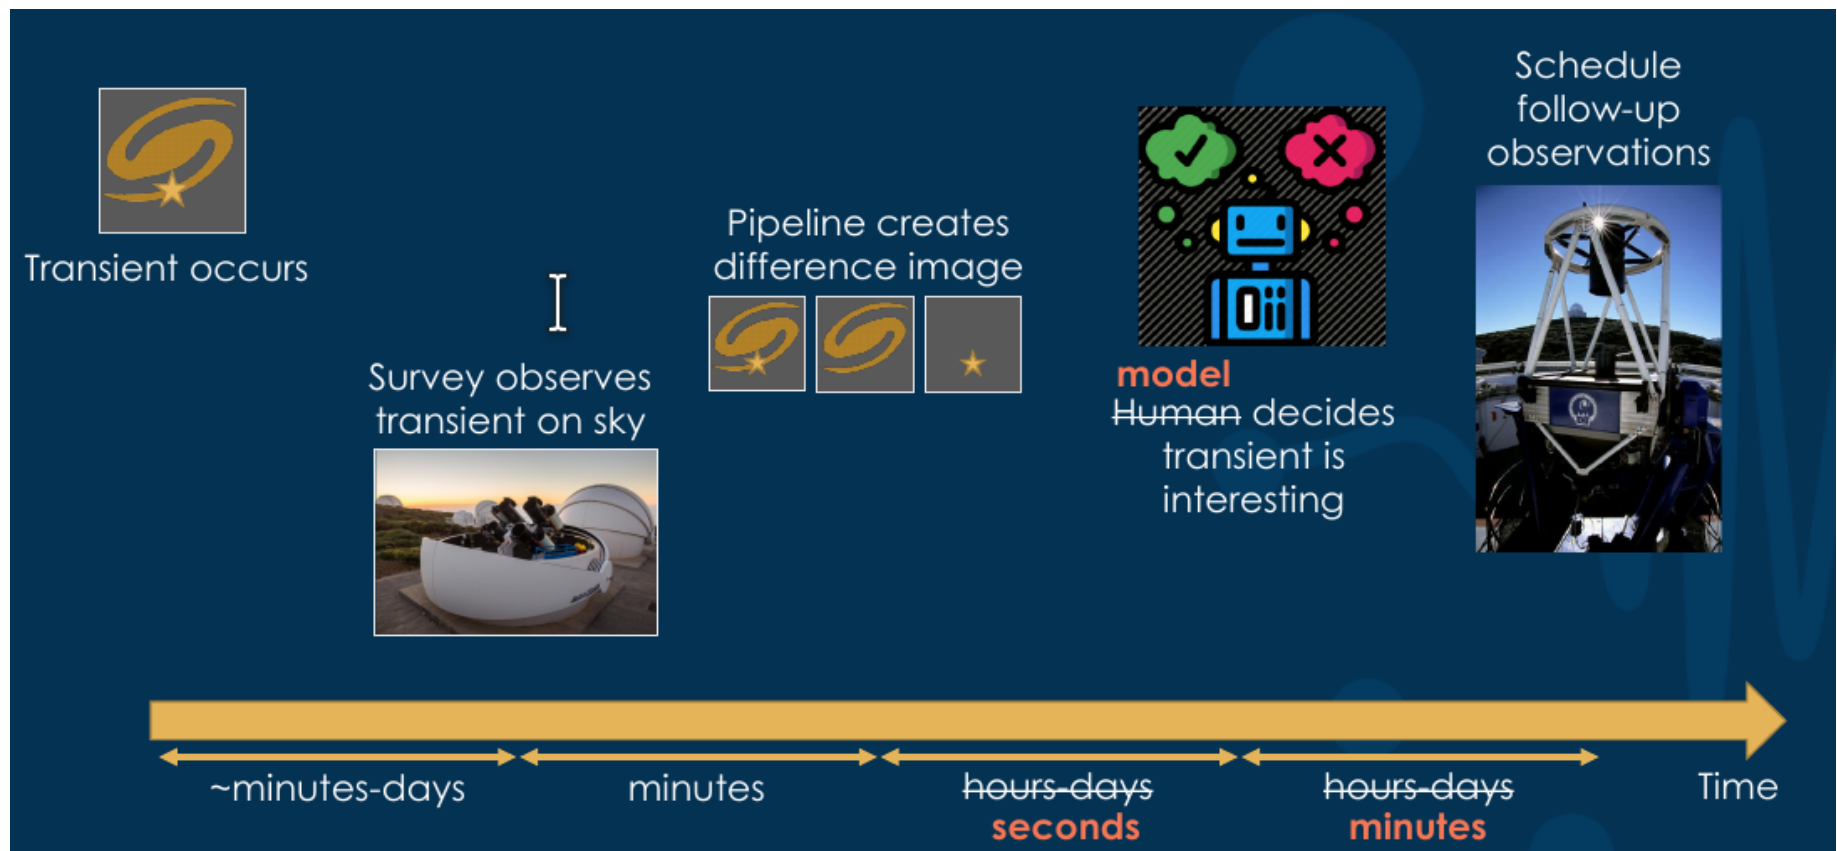 Transient occurs
Survey observes
transient on sky
Pipeline creates
difference image
model
Human decides
transient is
interesting
Schedule
follow-up
observations
~minutes-days
minutes
hours-days
seconds
hours-days
minutes
Time